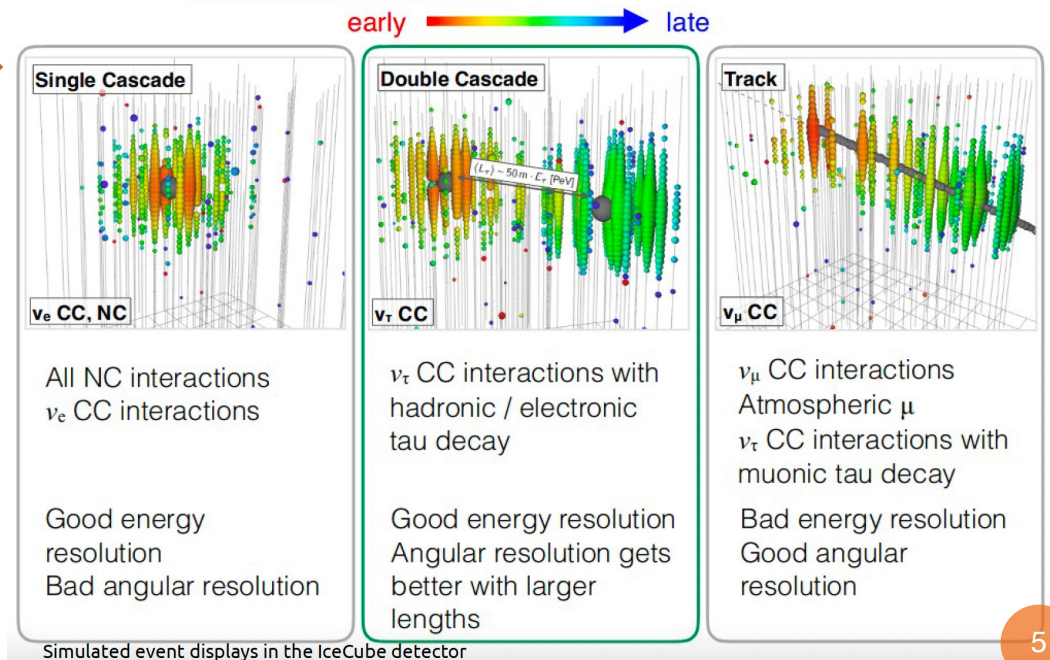 early late
Single Cascade
νe CC, NC
All NC interactions
νe CC interactions
Good energy
resolution
Bad angular resolution
Double Cascade
⟨Lτ⟩ ~ 50 m · Eτ [PeV]
ντ CC
ντ CC interactions with
hadronic / electronic
tau decay
Good energy resolution
Angular resolution gets
better with larger
lengths
Track
νμ CC
νμ CC interactions
Atmospheric μ
ντ CC interactions with
muonic tau decay
Bad energy resolution
Good angular
resolution
Simulated event displays in the IceCube detector
5